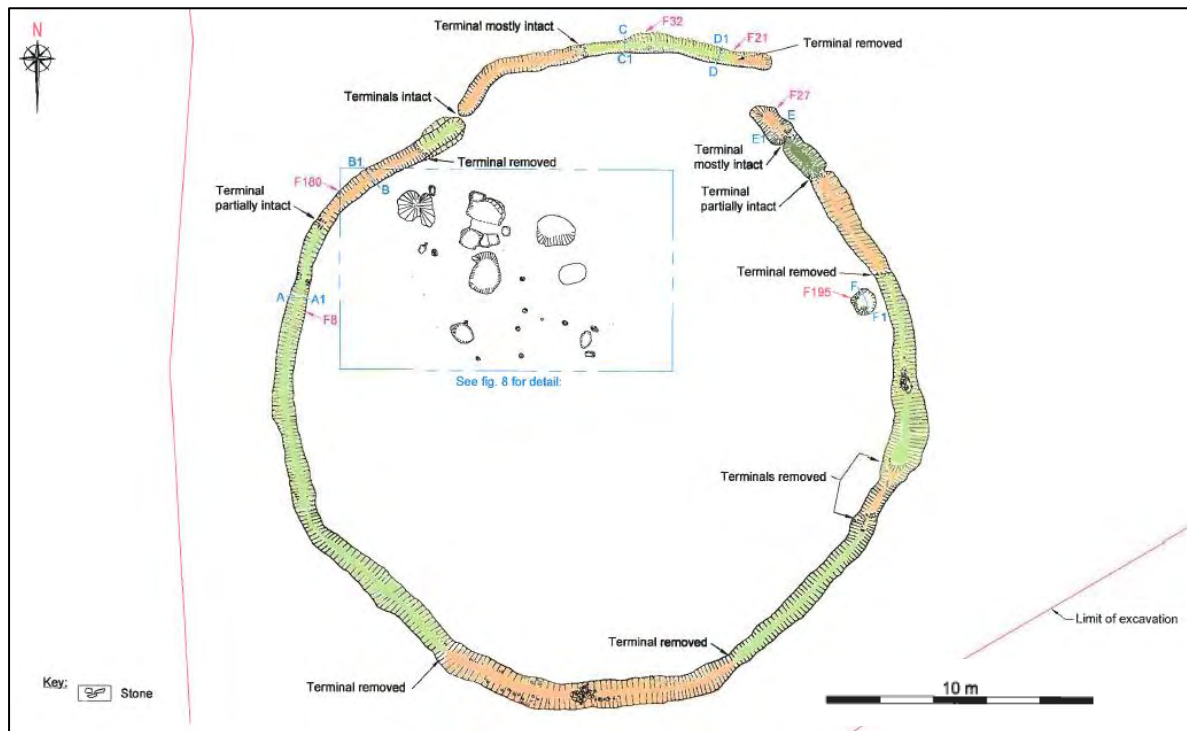 N
Terminal mostly intact
C
F32
D1
F21
Terminal removed
C1
D
Terminals intact
F27
E
E1
Terminal
mostly intact
B1
Terminal removed
F180
B
Terminal
partially intact
Terminal
partially intact
Terminal removed
A
A1
F195
F
F1
F8
See fig. 8 for detail:
Terminals removed
Limit of excavation
Terminal removed
Key:
Stone
Terminal removed
10 m